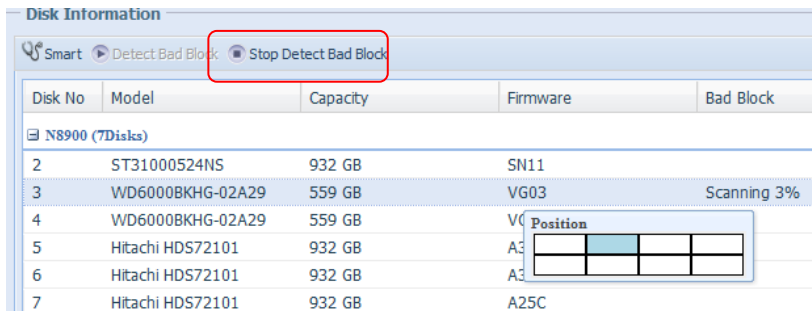 Disk Information
Smart Detect Bad Block Stop Detect Bad Block
Disk No Model Capacity Firmware Bad Block
N8900 (7Disks)
2 ST31000524NS 932 GB SN11
3 WD6000BKHG-02A29 559 GB VG03 Scanning 3%
4 WD6000BKHG-02A29 559 GB
Position
5 Hitachi HDS72101 932 GB
6 Hitachi HDS72101 932 GB
7 Hitachi HDS72101 932 GB A25C